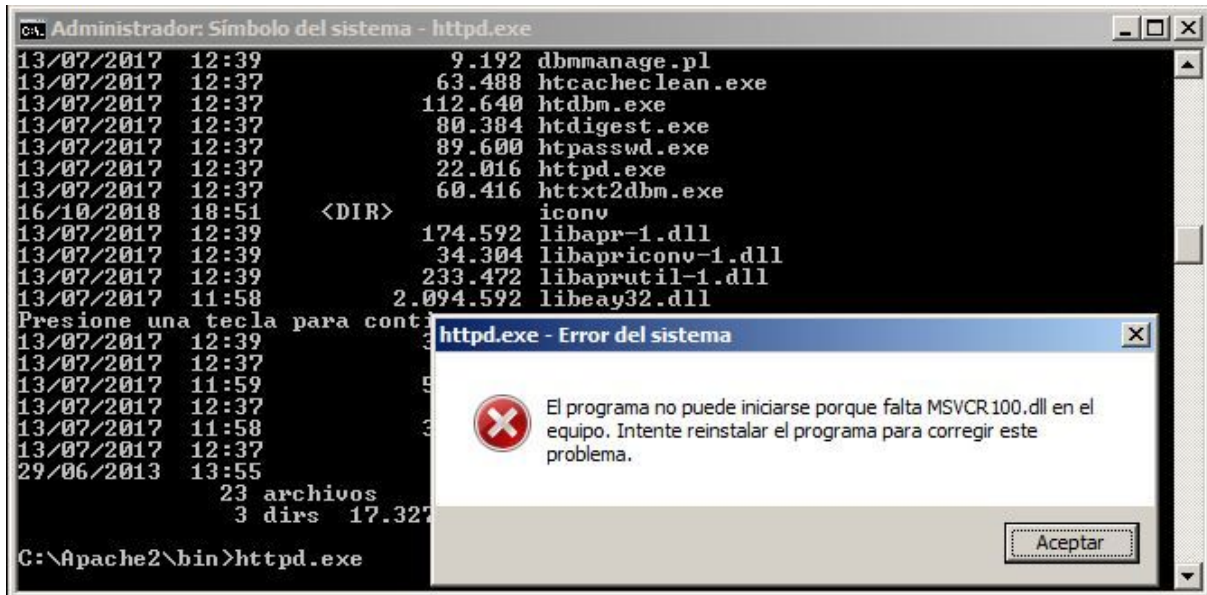 Administrador: Símbolo del sistema - httpd.exe
13/07/2017 12:39 9.192 dbmmanage.pl
13/07/2017 12:37 63.488 htcacheclean.exe
13/07/2017 12:37 112.640 htdbm.exe
13/07/2017 12:37 80.384 htdigest.exe
13/07/2017 12:37 89.600 htpasswd.exe
13/07/2017 12:37 22.016 httpd.exe
13/07/2017 12:37 60.416 httxt2dbm.exe
16/10/2018 18:51 <DIR> iconv
13/07/2017 12:39 174.592 libapr-1.dll
13/07/2017 12:39 34.304 libapriconv-1.dll
13/07/2017 12:39 233.472 libaprutil-1.dll
13/07/2017 11:58 2.094.592 libeay32.dll
Presione una tecla para conti
13/07/2017 12:39
13/07/2017 12:37
13/07/2017 11:59 5
13/07/2017 12:37
13/07/2017 11:58 3
13/07/2017 12:37
29/06/2013 13:55
23 archivos
3 dirs 17.327
C:\Apache2\bin>httpd.exe
httpd.exe - Error del sistema
El programa no puede iniciarse porque falta MSVCR100.dll en el
equipo. Intente reinstalar el programa para corregir este
problema.
Aceptar